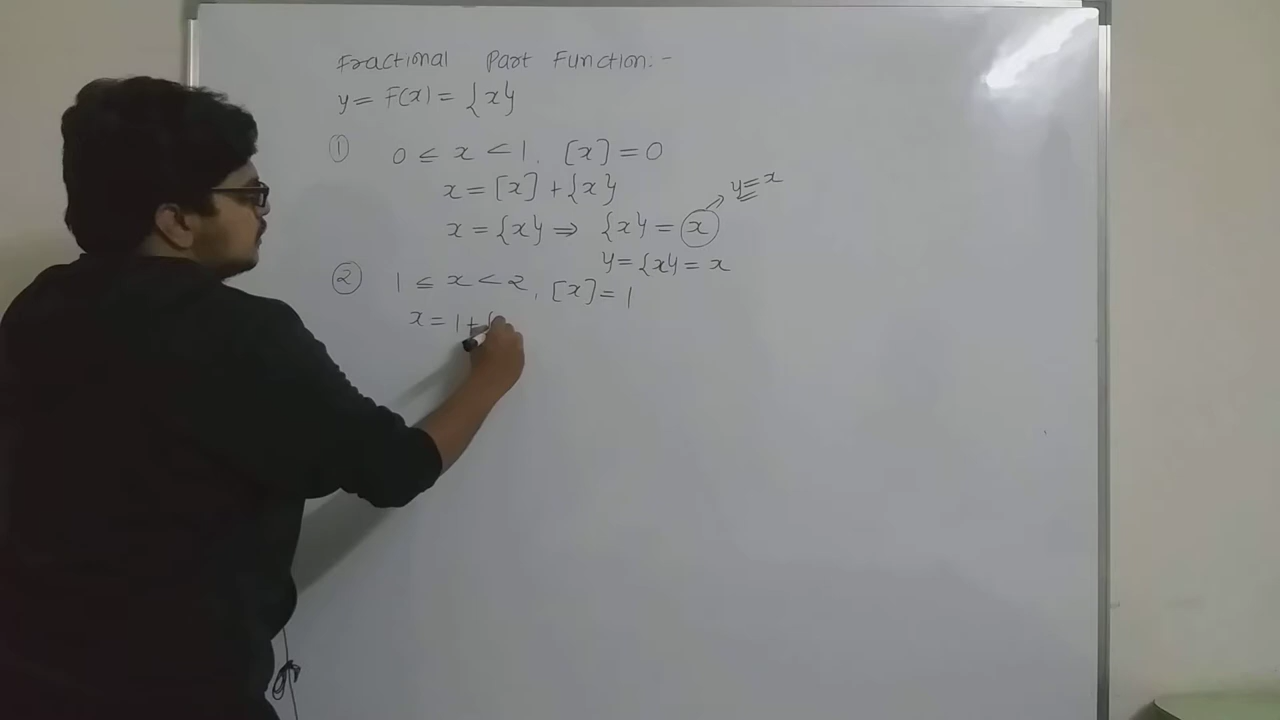 Fractional Part Function:-
y = F(x) = {x}
① 0 ≤ x < 1, [x] = 0
x = [x] + {x}
y = x
x = {x} ⇒ {x} = x
y = {x} = x
② 1 ≤ x < 2, [x] = 1
x = 1 + {